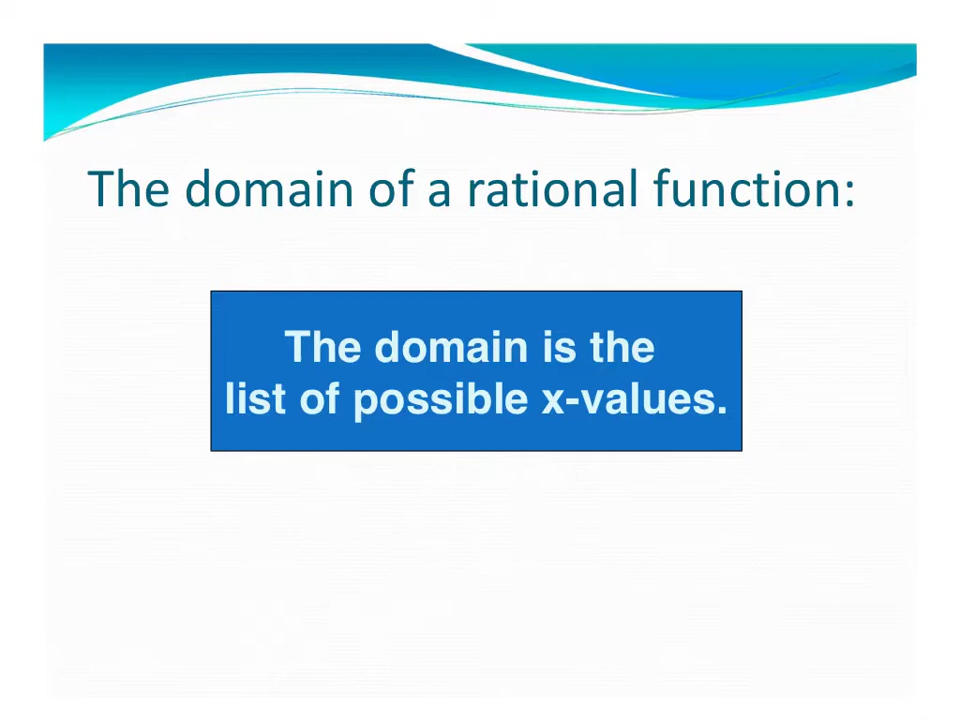 The domain of a rational function:
The domain is the
list of possible x-values.